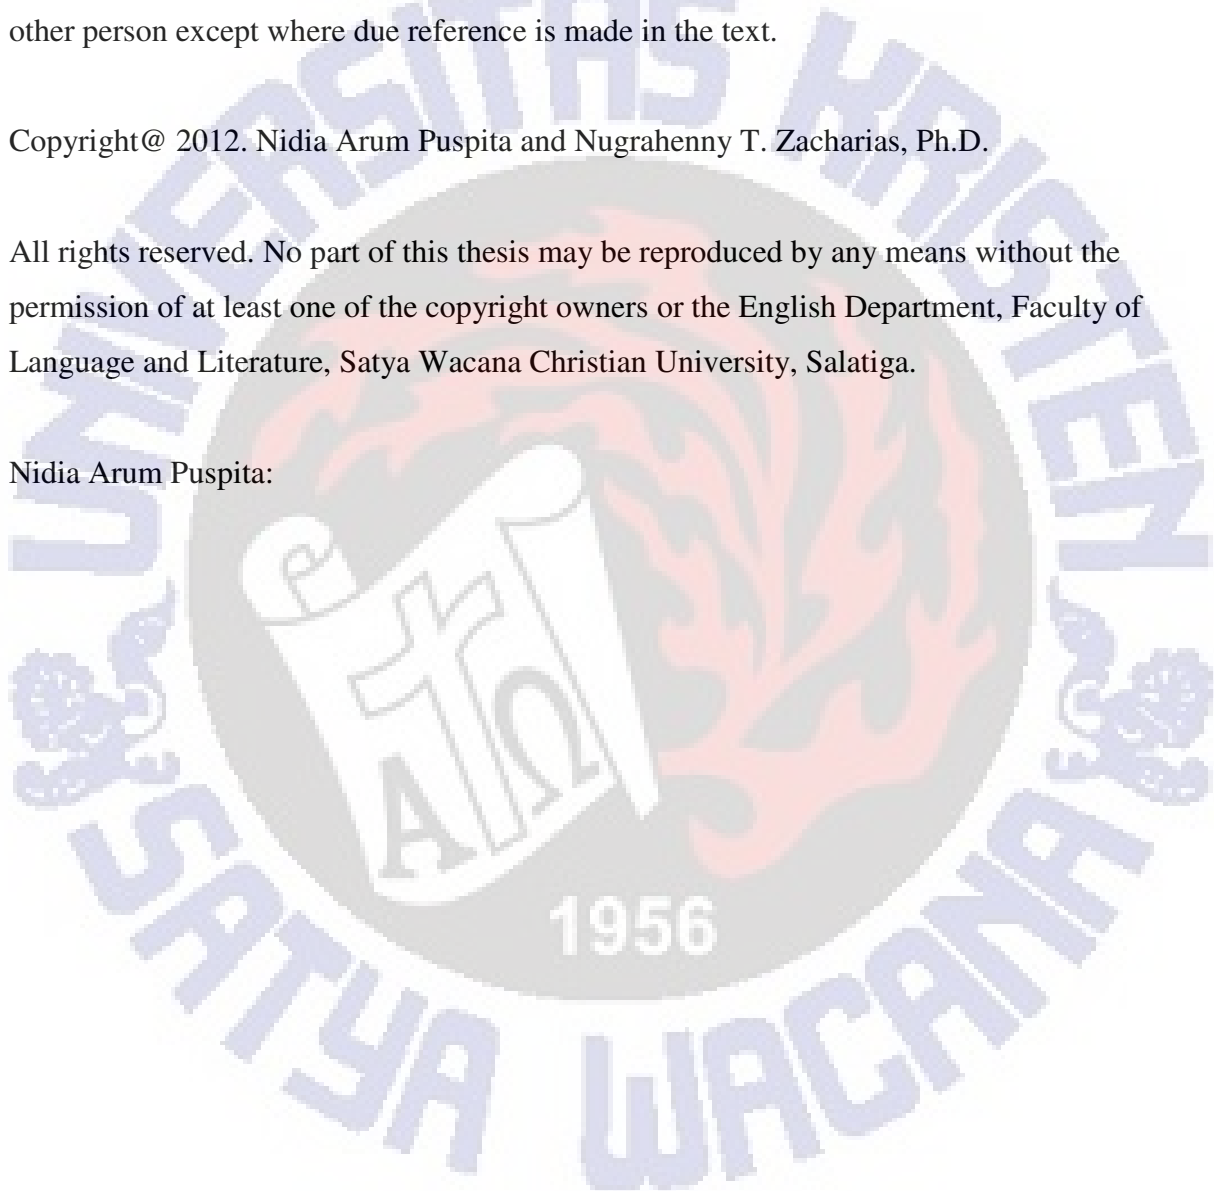 other person except where due reference is made in the text.
Copyright@ 2012. Nidia Arum Puspita and Nugrahenny T. Zacharias, Ph.D.
All rights reserved. No part of this thesis may be reproduced by any means without the
permission of at least one of the copyright owners or the English Department, Faculty of
Language and Literature, Satya Wacana Christian University, Salatiga.
Nidia Arum Puspita:
UNIVERSITAS KRISTEN
Α Ω
1956
SATYA WACANA